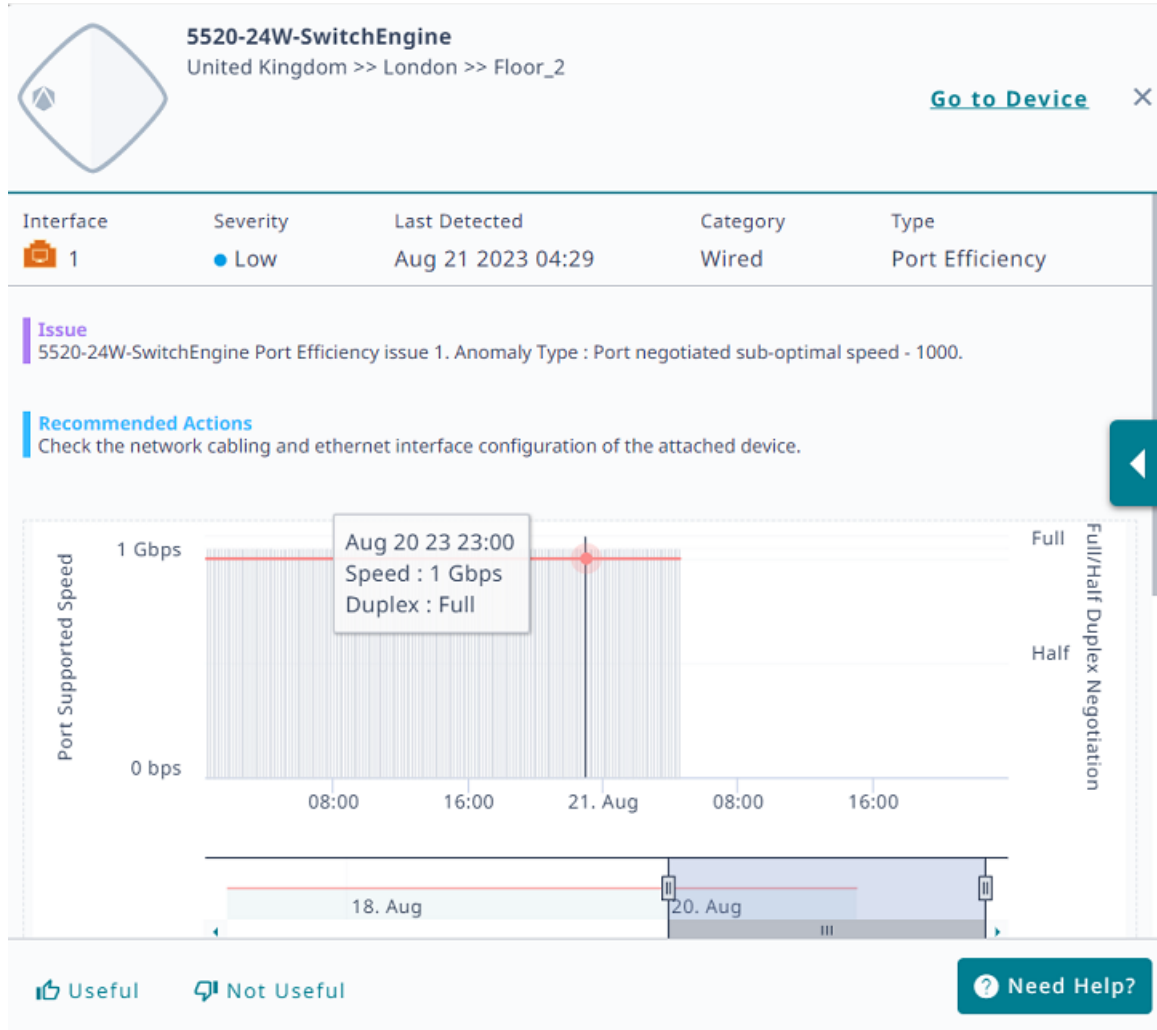 5520-24W-SwitchEngine
United Kingdom >> London >> Floor_2
Go to Device
Interface Severity Last Detected Category Type
1 Low Aug 21 2023 04:29 Wired Port Efficiency
Issue
5520-24W-SwitchEngine Port Efficiency issue 1. Anomaly Type : Port negotiated sub-optimal speed - 1000.
Recommended Actions
Check the network cabling and ethernet interface configuration of the attached device.
Port Supported Speed
1 Gbps
0 bps
Aug 20 23 23:00
Speed : 1 Gbps
Duplex : Full
Full
Half
Full/Half Duplex Negotiation
08:00 16:00 21. Aug 08:00 16:00
18. Aug 20. Aug
Useful Not Useful
Need Help?